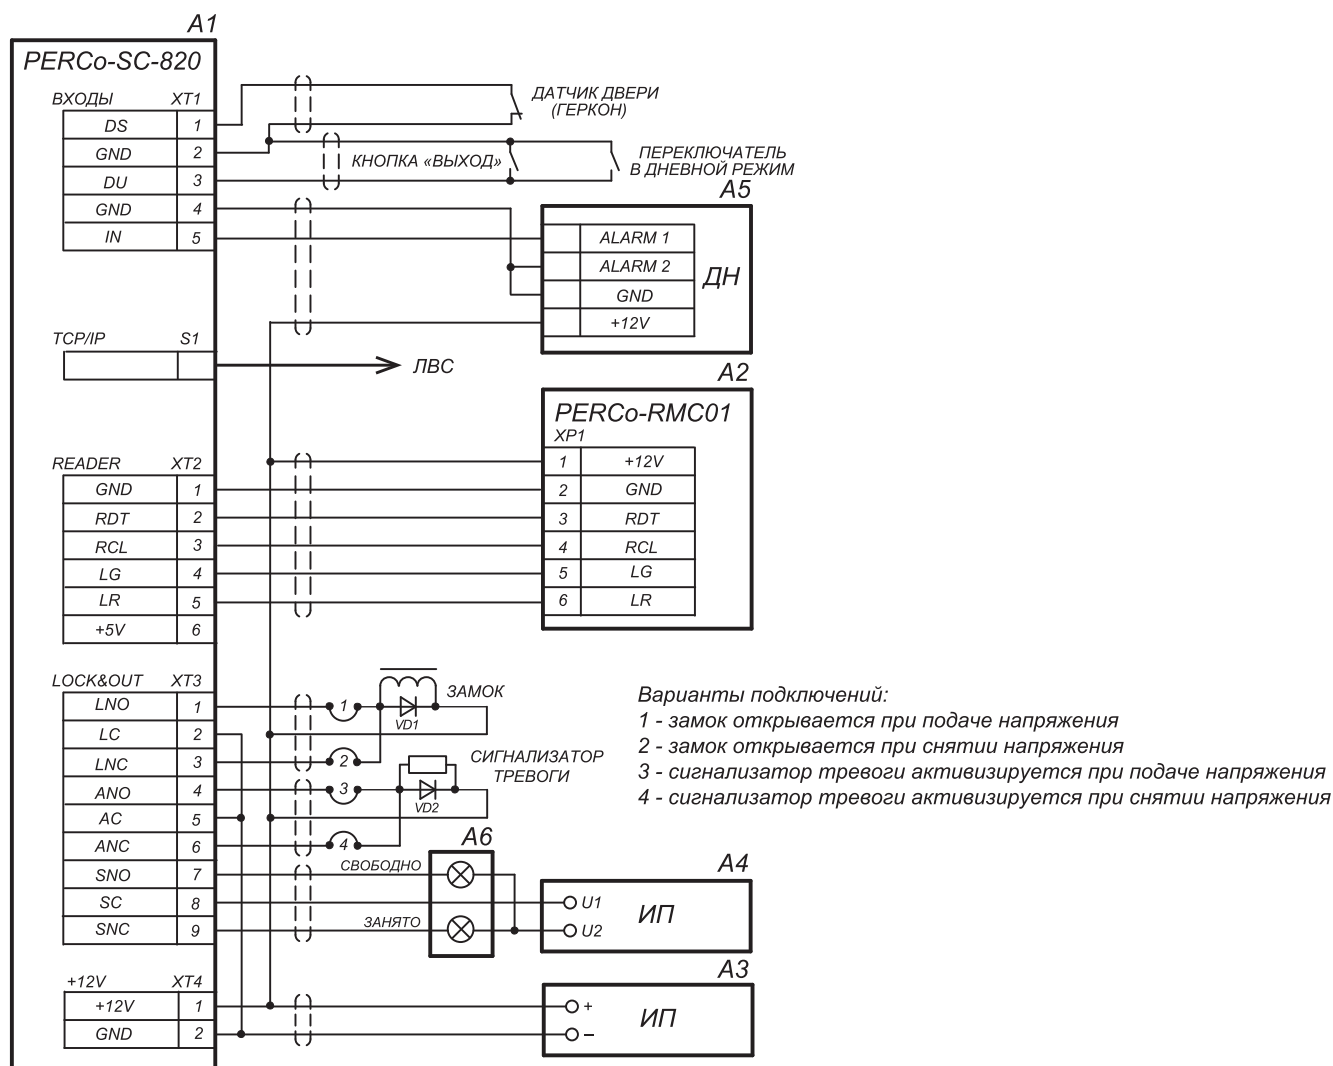 A1
PERCo-SC-820
ВХОДЫ XT1
DS 1
GND 2
DU 3
GND 4
IN 5
ДАТЧИК ДВЕРИ
(ГЕРКОН)
КНОПКА «ВЫХОД»
ПЕРЕКЛЮЧАТЕЛЬ
В ДНЕВНОЙ РЕЖИМ
A5
ALARM 1
ALARM 2
GND
+12V
ДН
TCP/IP S1
ЛВС
A2
PERCo-RMC01
XP1
1 +12V
2 GND
3 RDT
4 RCL
5 LG
6 LR
READER XT2
GND 1
RDT 2
RCL 3
LG 4
LR 5
+5V 6
LOCK&OUT XT3
LNO 1
LC 2
LNC 3
ANO 4
AC 5
ANC 6
SNO 7
SC 8
SNC 9
1
VD1
ЗАМОК
2
СИГНАЛИЗАТОР
ТРЕВОГИ
3
VD2
4
Варианты подключений:
1 - замок открывается при подаче напряжения
2 - замок открывается при снятии напряжения
3 - сигнализатор тревоги активизируется при подаче напряжения
4 - сигнализатор тревоги активизируется при снятии напряжения
A6
СВОБОДНО
ЗАНЯТО
A4
U1
U2
ИП
+12V XT4
+12V 1
GND 2
A3
+
–
ИП